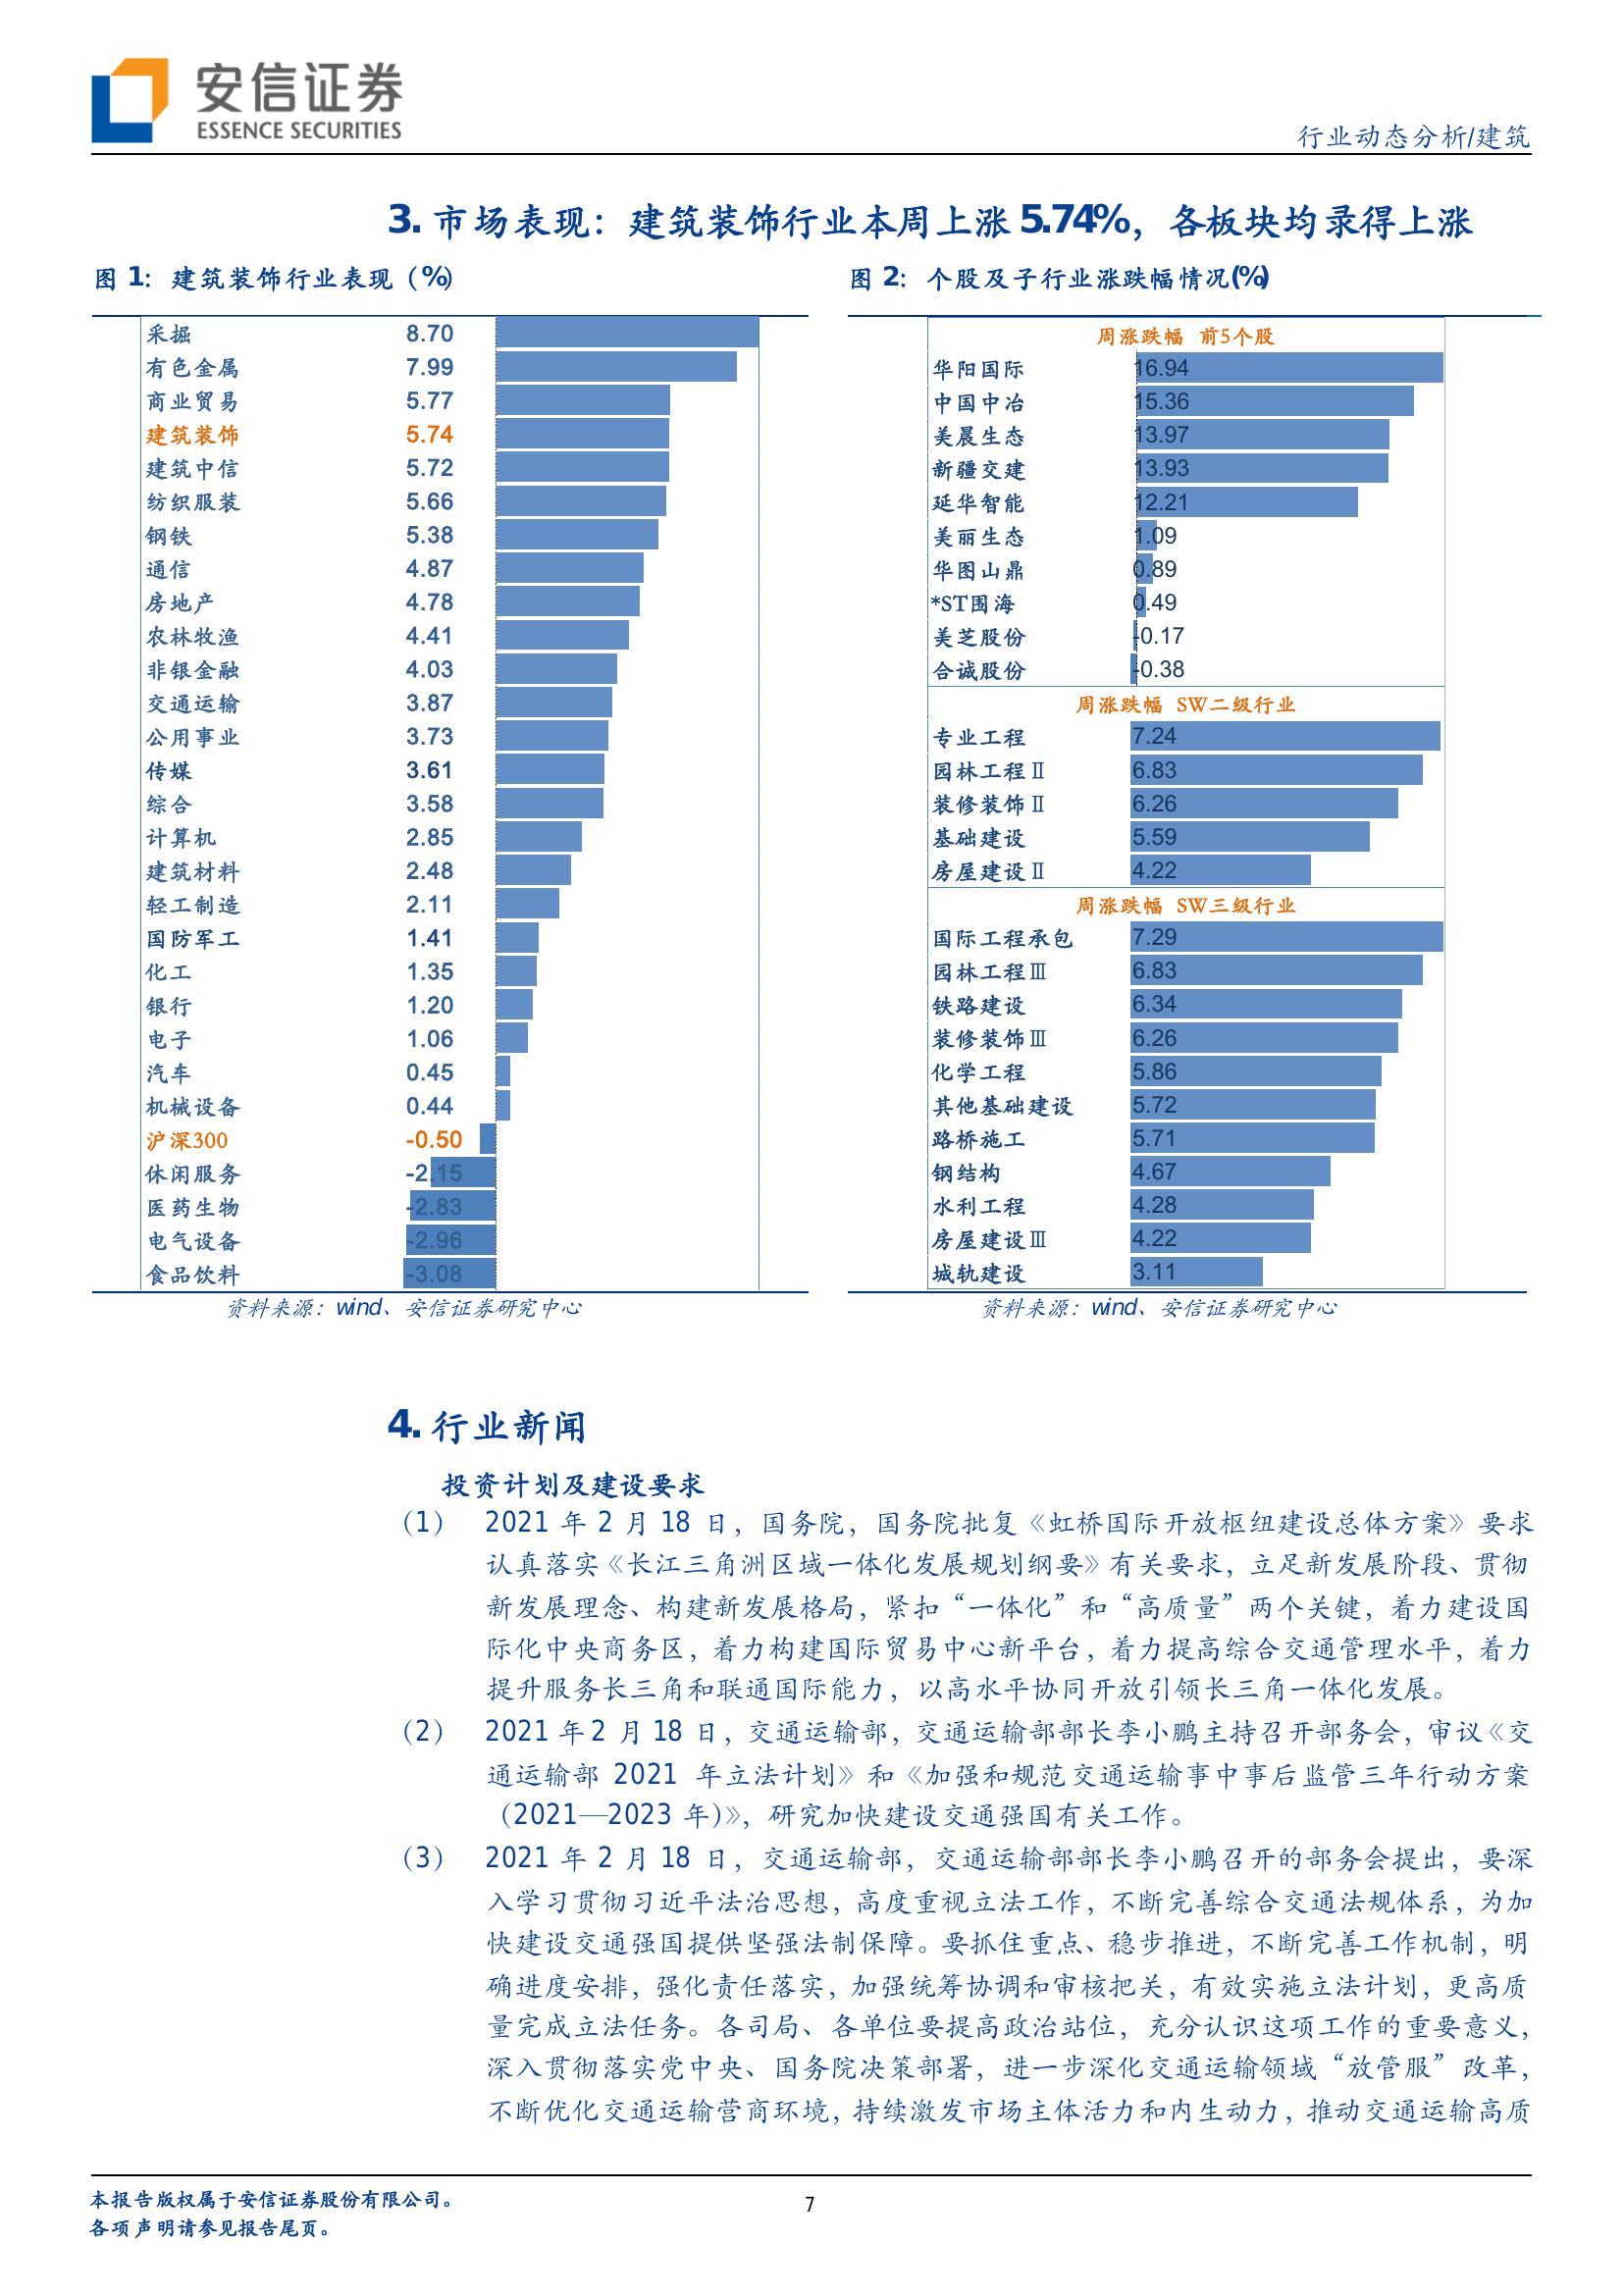 安信证券
ESSENCE SECURITIES
行业动态分析/建筑
3. 市场表现：建筑装饰行业本周上涨 5.74%，各板块均录得上涨
图 1：建筑装饰行业表现（%）
采掘 8.70
有色金属 7.99
商业贸易 5.77
建筑装饰 5.74
建筑中信 5.72
纺织服装 5.66
钢铁 5.38
通信 4.87
房地产 4.78
农林牧渔 4.41
非银金融 4.03
交通运输 3.87
公用事业 3.73
传媒 3.61
综合 3.58
计算机 2.85
建筑材料 2.48
轻工制造 2.11
国防军工 1.41
化工 1.35
银行 1.20
电子 1.06
汽车 0.45
机械设备 0.44
沪深300 -0.50
休闲服务 -2.15
医药生物 -2.83
电气设备 -2.96
食品饮料 -3.08
资料来源：wind、安信证券研究中心
图 2：个股及子行业涨跌幅情况(%)
周涨跌幅 前5个股
华阳国际 16.94
中国中冶 15.36
美晨生态 13.97
新疆交建 13.93
延华智能 12.21
美丽生态 1.09
华图山鼎 0.89
*ST围海 0.49
美芝股份 -0.17
合诚股份 -0.38
周涨跌幅 SW二级行业
专业工程 7.24
园林工程Ⅱ 6.83
装修装饰Ⅱ 6.26
基础建设 5.59
房屋建设Ⅱ 4.22
周涨跌幅 SW三级行业
国际工程承包 7.29
园林工程Ⅲ 6.83
铁路建设 6.34
装修装饰Ⅲ 6.26
化学工程 5.86
其他基础建设 5.72
路桥施工 5.71
钢结构 4.67
水利工程 4.28
房屋建设Ⅲ 4.22
城轨建设 3.11
资料来源：wind、安信证券研究中心
4. 行业新闻
投资计划及建设要求
（1） 2021 年 2 月 18 日，国务院，国务院批复《虹桥国际开放枢纽建设总体方案》要求
认真落实《长江三角洲区域一体化发展规划纲要》有关要求，立足新发展阶段、贯彻
新发展理念、构建新发展格局，紧扣“一体化”和“高质量”两个关键，着力建设国
际化中央商务区，着力构建国际贸易中心新平台，着力提高综合交通管理水平，着力
提升服务长三角和联通国际能力，以高水平协同开放引领长三角一体化发展。
（2） 2021 年 2 月 18 日，交通运输部，交通运输部部长李小鹏主持召开部务会，审议《交
通运输部 2021 年立法计划》和《加强和规范交通运输事中事后监管三年行动方案
（2021—2023 年）》，研究加快建设交通强国有关工作。
（3） 2021 年 2 月 18 日，交通运输部，交通运输部部长李小鹏召开的部务会提出，要深
入学习贯彻习近平法治思想，高度重视立法工作，不断完善综合交通法规体系，为加
快建设交通强国提供坚强法制保障。要抓住重点、稳步推进，不断完善工作机制，明
确进度安排，强化责任落实，加强统筹协调和审核把关，有效实施立法计划，更高质
量完成立法任务。各司局、各单位要提高政治站位，充分认识这项工作的重要意义，
深入贯彻落实党中央、国务院决策部署，进一步深化交通运输领域“放管服”改革，
不断优化交通运输营商环境，持续激发市场主体活力和内生动力，推动交通运输高质
本报告版权属于安信证券股份有限公司。
各项声明请参见报告尾页。
7